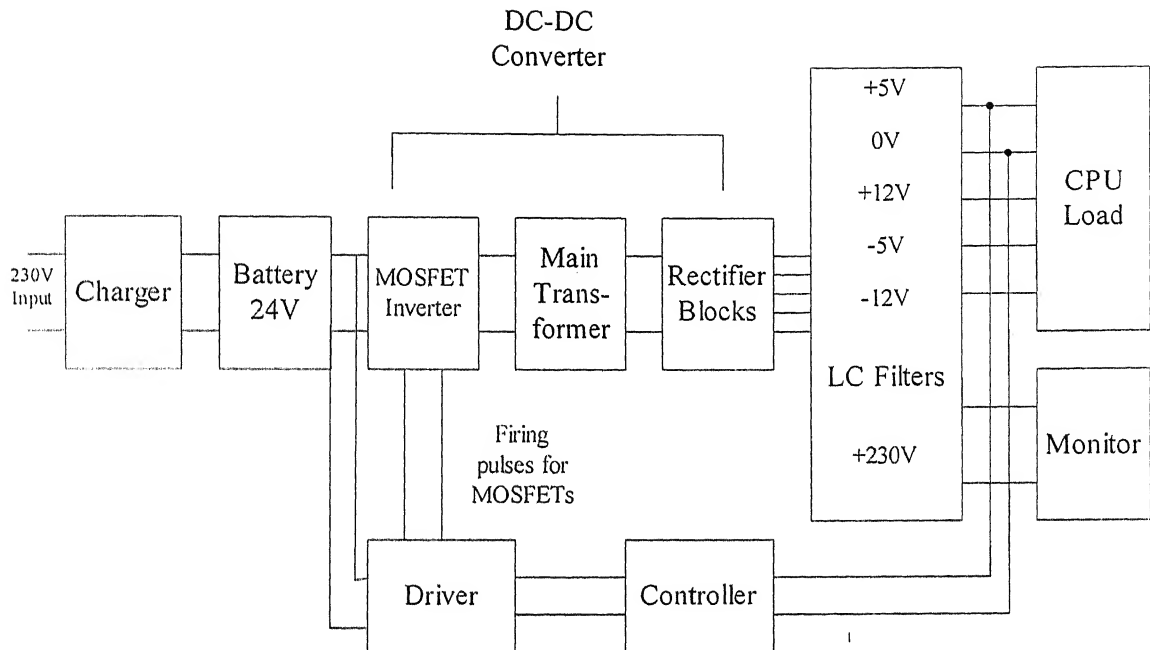 DC-DC
Converter
+5V
0V
+12V
-5V
-12V
LC Filters
+230V
CPU
Load
Monitor
230V
Input
Charger
Battery
24V
MOSFET
Inverter
Main
Trans-
former
Rectifier
Blocks
Firing
pulses for
MOSFETs
Driver
Controller